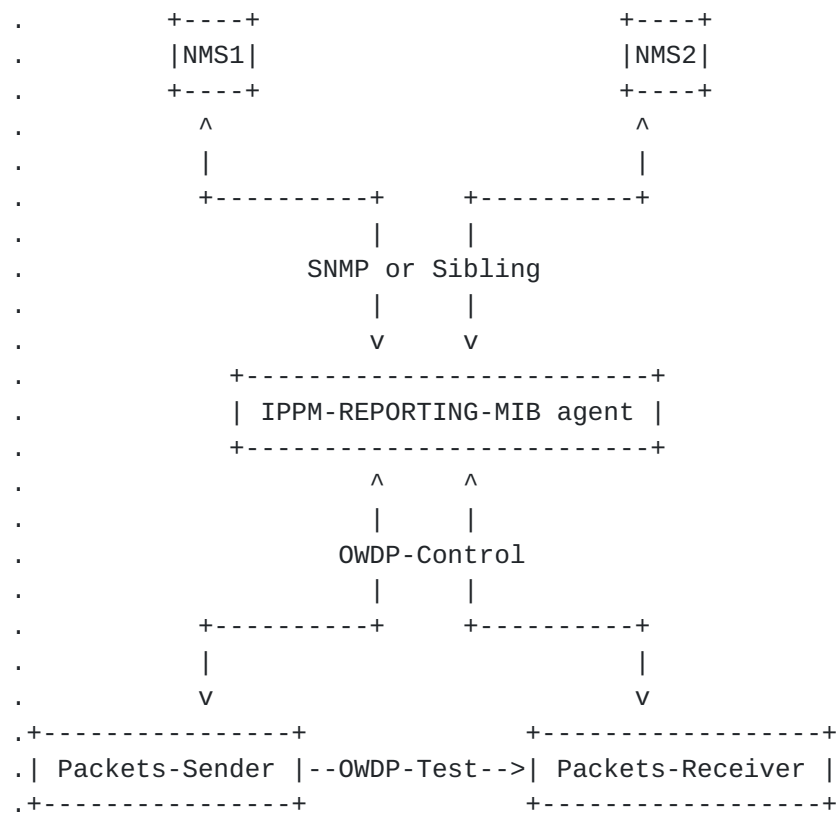 .          +----+                       +----+
.          |NMS1|                       |NMS2|
.          +----+                       +----+
.            ^                            ^
.            |                            |
.            +----------+     +----------+
.                       |     |
.                   SNMP or Sibling
.                       |     |
.                       v     v
.              +--------------------------+
.              | IPPM-REPORTING-MIB agent |
.              +--------------------------+
.                       ^     ^
.                       |     |
.                     OWDP-Control
.                       |     |
.            +----------+     +----------+
.            |                            |
.            v                            v
.+----------------+              +------------------+
.| Packets-Sender |--OWDP-Test-->| Packets-Receiver |
.+----------------+              +------------------+